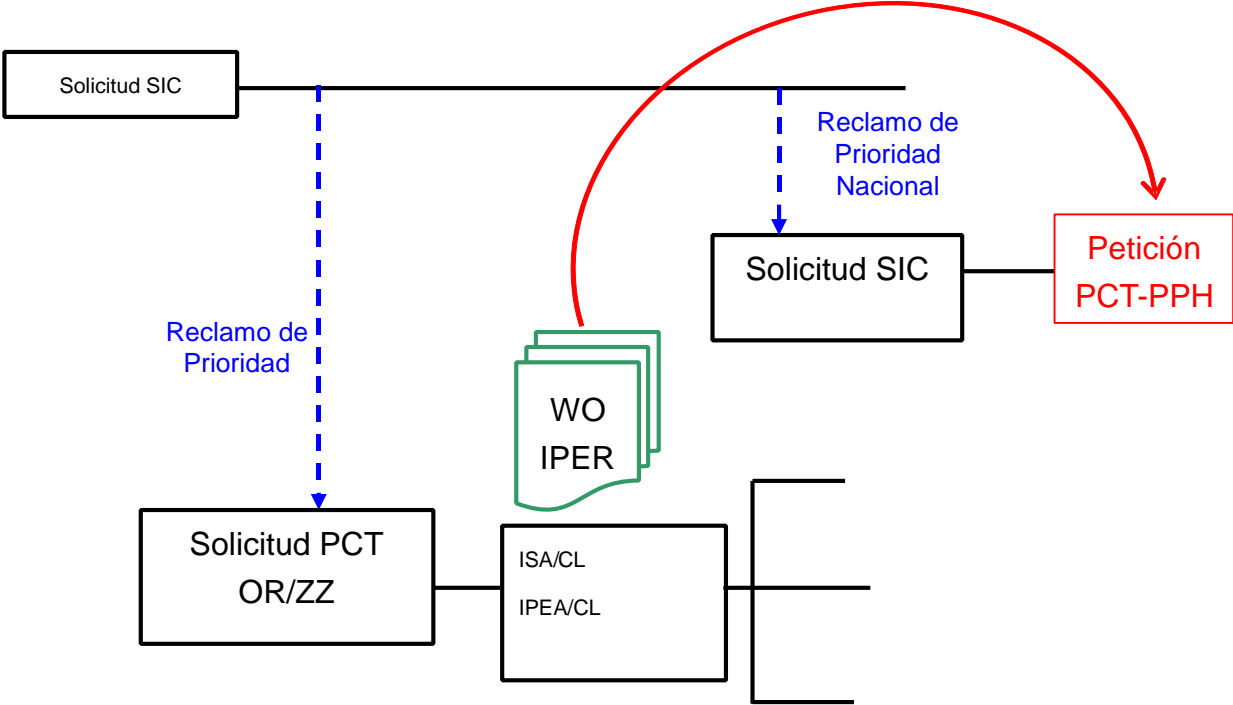 Solicitud SIC
Reclamo de
Prioridad
Nacional
Solicitud SIC
Petición
PCT-PPH
Reclamo de
Prioridad
WO
IPER
Solicitud PCT
OR/ZZ
ISA/CL
IPEA/CL